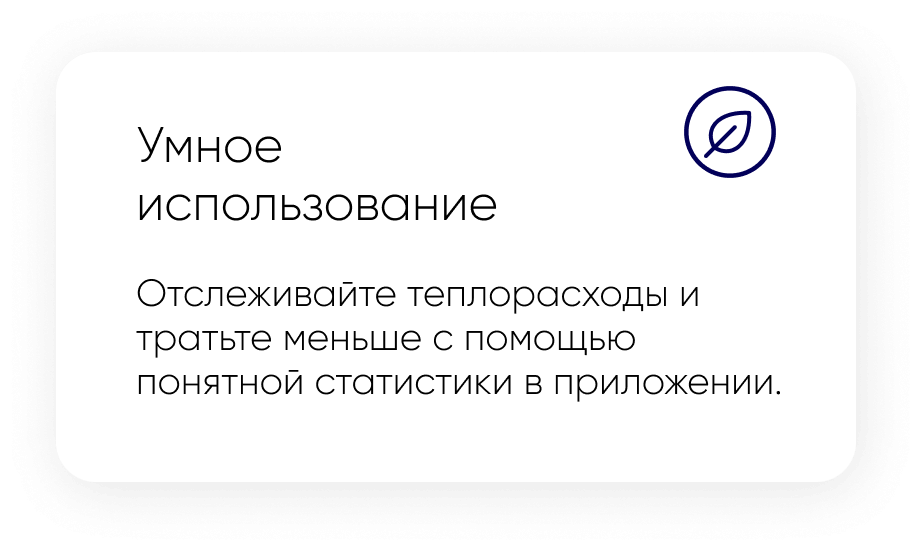 Умное
использование
Отслеживайте теплорасходы и
тратьте меньше с помощью
понятной статистики в приложении.